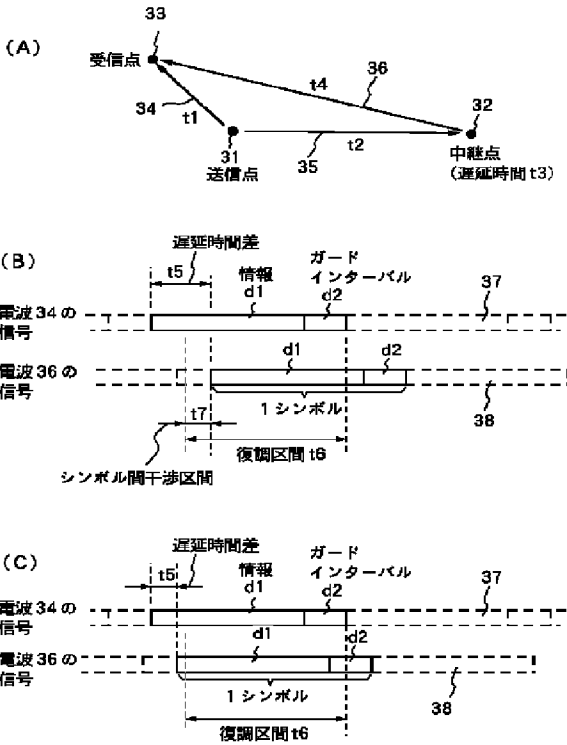 (A)
33
受信点
36
t4
32
34
t1
31
送信点
35
t2
中継点
(遅延時間t3)
(B)
遅延時間差
t5
情報
d1
ガード
インターバル
d2
37
電波34の
信号
電波36の
信号
d1
d2
1シンボル
38
t7
復調区間t6
シンボル間干渉区間
(C)
遅延時間差
t5
情報
d1
ガード
インターバル
d2
37
電波34の
信号
電波36の
信号
d1
d2
1シンボル
38
復調区間t6